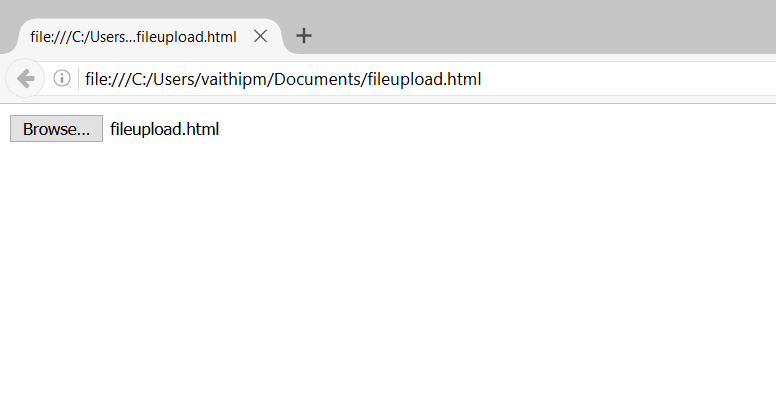 file:///C:/Users...fileupload.html
file:///C:/Users/vaithipm/Documents/fileupload.html
Browse... fileupload.html